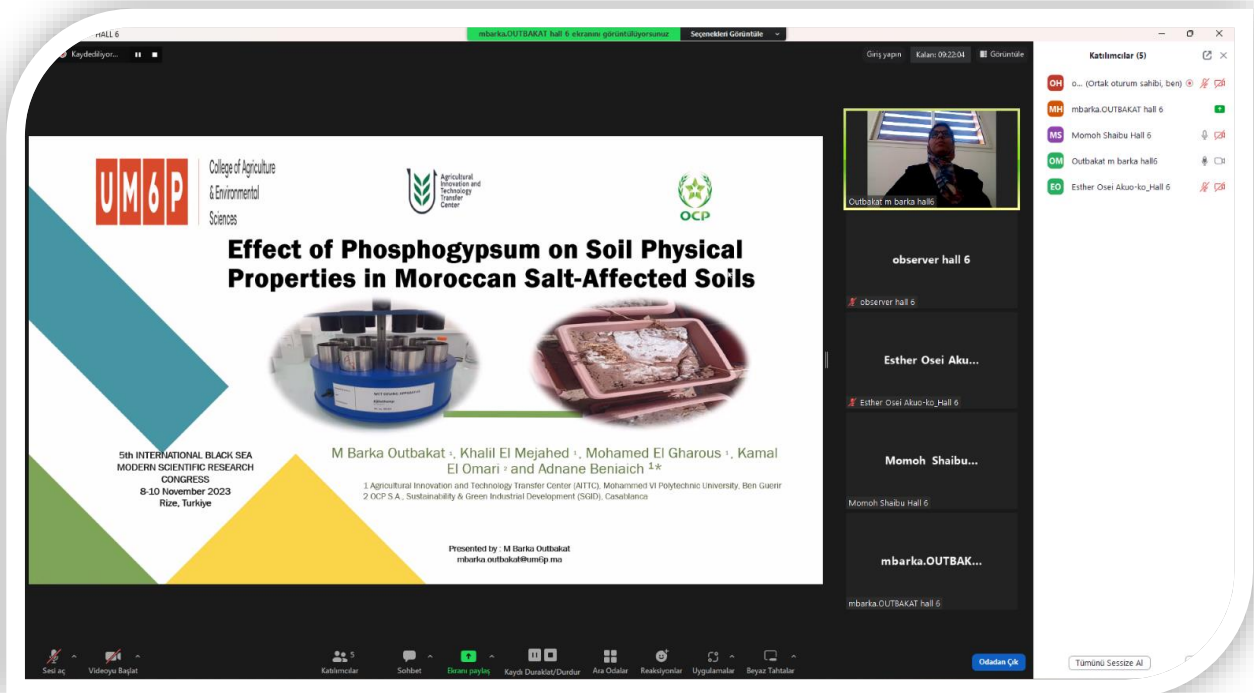 HALL 6
mbarka.OUTBAKAT hall 6 ekranını görüntülüyorsunuz
Seçenekleri Görüntüle
Kaydediliyor...
Giriş yapın
Kalan: 09:22:04
Görüntüle
UM6P
College of Agriculture
& Environmental
Sciences
Agricultural
Innovation and
Technology
Transfer
Center
OCP
Effect of Phosphogypsum on Soil Physical
Properties in Moroccan Salt-Affected Soils
M Barka Outbakat 1, Khalil El Mejahed 1, Mohamed El Gharous 1, Kamal
El Omari 2 and Adnane Beniaich 1*
1 Agricultural Innovation and Technology Transfer Center (AITTC), Mohammed VI Polytechnic University, Ben Guerir
2 OCP S.A., Sustainability & Green Industrial Development (SGID), Casablanca
5th INTERNATIONAL BLACK SEA
MODERN SCIENTIFIC RESEARCH
CONGRESS
8-10 November 2023
Rize, Turkiye
Presented by : M Barka Outbakat
mbarka.outbakat@um6p.ma
Outbakat m barka hall6
observer hall 6
observer hall 6
Esther Osei Aku...
Esther Osei Akuo-ko_Hall 6
Momoh Shaibu...
Momoh Shaibu Hall 6
mbarka.OUTBAK...
mbarka.OUTBAKAT hall 6
Katılımcılar (5)
OH o... (Ortak oturum sahibi, ben)
MH mbarka.OUTBAKAT hall 6
MS Momoh Shaibu Hall 6
OM Outbakat m barka hall6
EO Esther Osei Akuo-ko_Hall 6
Sesi aç
Videoyu Başlat
5
Katılımcılar
Sohbet
Ekranı paylaş
Kaydı Duraklat/Durdur
Ara Odalar
Reaksiyonlar
Uygulamalar
Beyaz Tahtalar
Odadan Çık
Tümünü Sessize Al